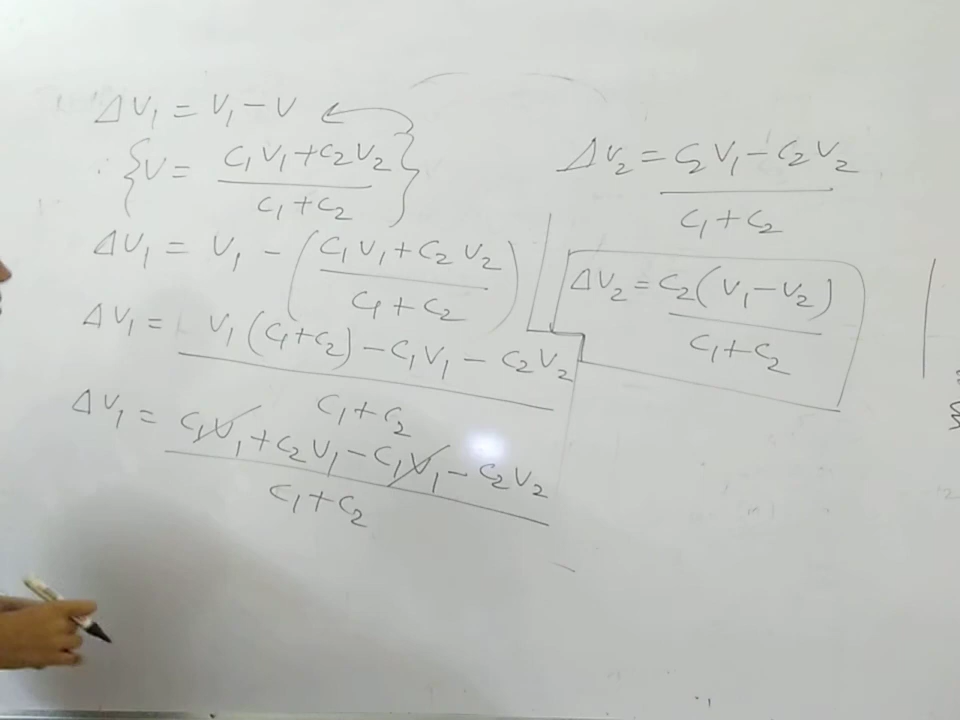 ΔV₁ = V₁ − V
∴ {V = (C₁V₁ + C₂V₂) / (C₁ + C₂)}
ΔV₁ = V₁ − ((C₁V₁ + C₂V₂) / (C₁ + C₂))
ΔV₁ = (V₁(C₁ + C₂) − C₁V₁ − C₂V₂) / (C₁ + C₂)
ΔV₁ = (C₁V₁ + C₂V₁ − C₁V₁ − C₂V₂) / (C₁ + C₂)
ΔV₂ = (C₂V₁ − C₂V₂) / (C₁ + C₂)
ΔV₂ = C₂(V₁ − V₂) / (C₁ + C₂)